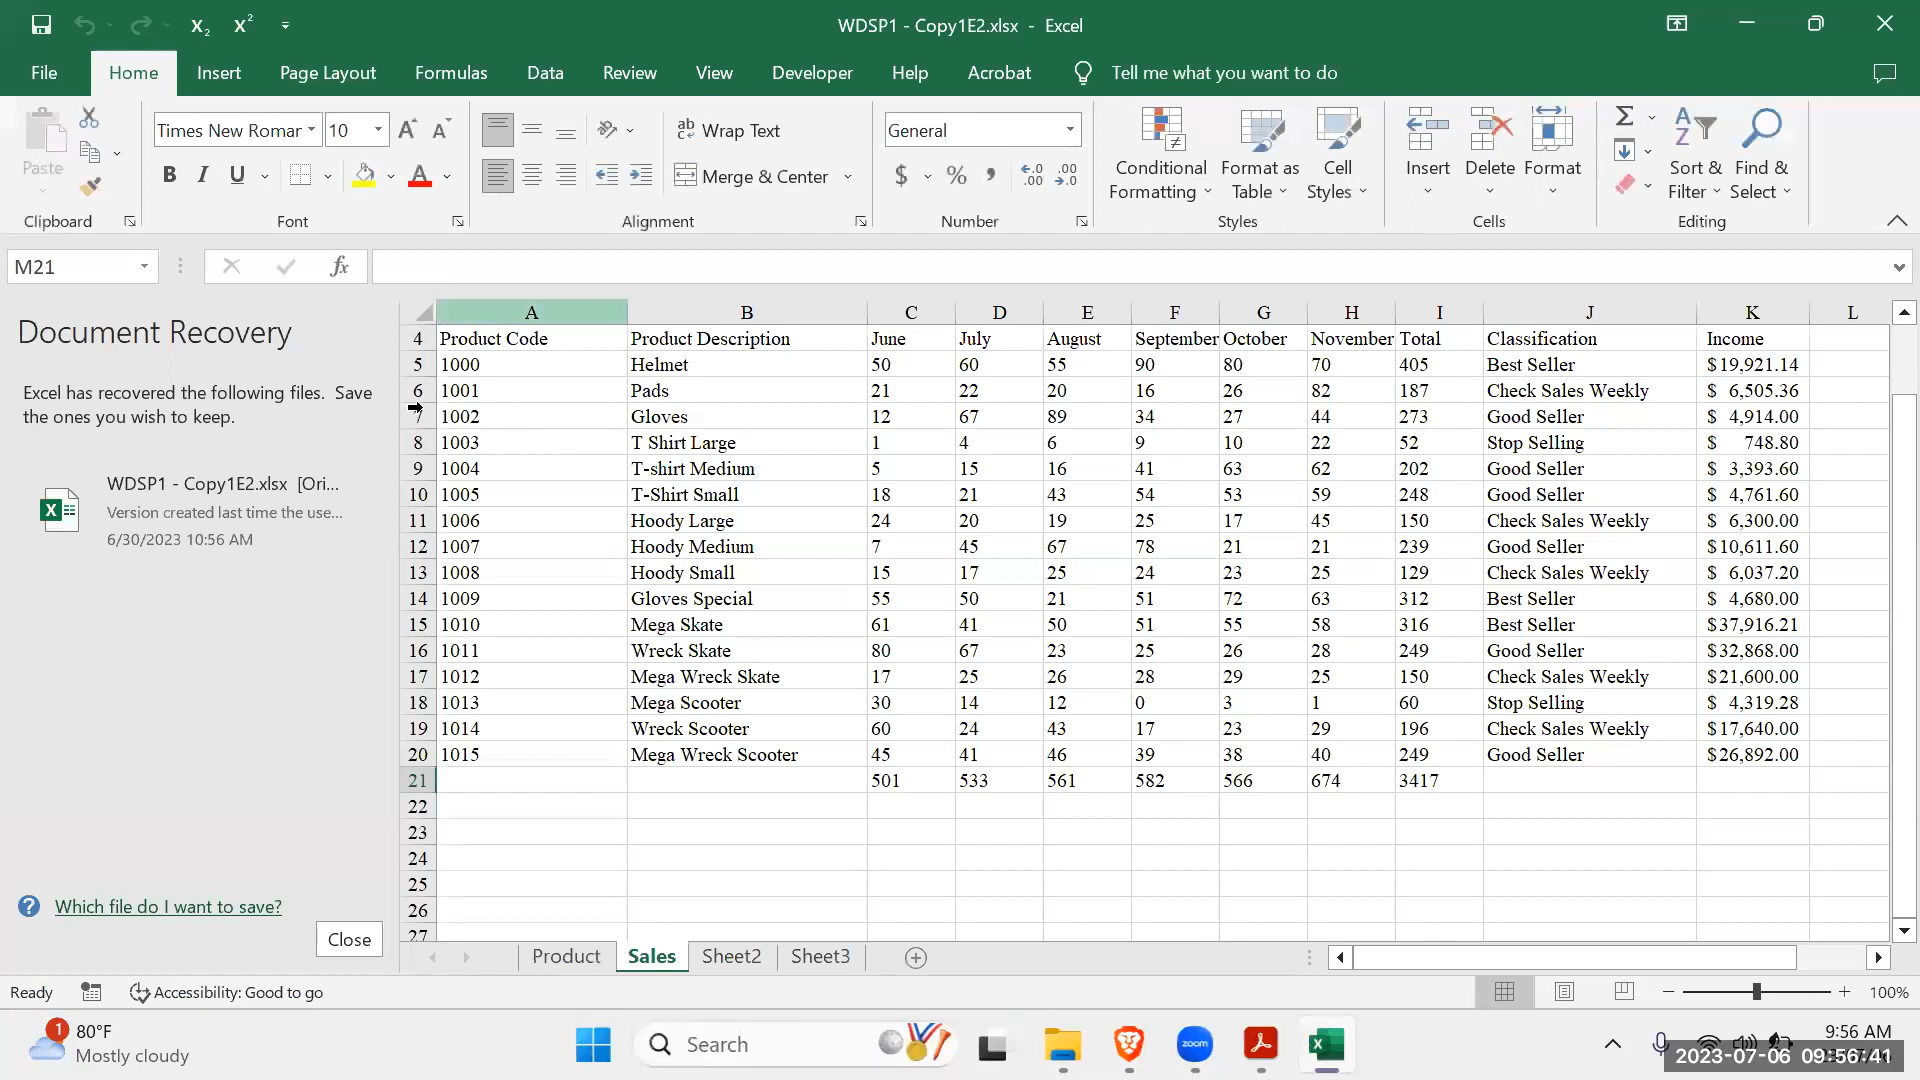 WDSP1 - Copy1E2.xlsx - Excel
File Home Insert Page Layout Formulas Data Review View Developer Help Acrobat Tell me what you want to do
Paste
Clipboard
Times New Romar 10
Font
Wrap Text
Merge & Center
Alignment
General
Number
Conditional Formatting
Format as Table
Cell Styles
Styles
Insert Delete Format
Cells
Sort & Filter
Find & Select
Editing
M21
Document Recovery
Excel has recovered the following files. Save
the ones you wish to keep.
WDSP1 - Copy1E2.xlsx [Ori...
Version created last time the use...
6/30/2023 10:56 AM
Which file do I want to save?
Close
A B C D E F G H I J K L
4 Product Code Product Description June July August September October November Total Classification Income
5 1000 Helmet 50 60 55 90 80 70 405 Best Seller $19,921.14
6 1001 Pads 21 22 20 16 26 82 187 Check Sales Weekly $ 6,505.36
7 1002 Gloves 12 67 89 34 27 44 273 Good Seller $ 4,914.00
8 1003 T Shirt Large 1 4 6 9 10 22 52 Stop Selling $ 748.80
9 1004 T-shirt Medium 5 15 16 41 63 62 202 Good Seller $ 3,393.60
10 1005 T-Shirt Small 18 21 43 54 53 59 248 Good Seller $ 4,761.60
11 1006 Hoody Large 24 20 19 25 17 45 150 Check Sales Weekly $ 6,300.00
12 1007 Hoody Medium 7 45 67 78 21 21 239 Good Seller $10,611.60
13 1008 Hoody Small 15 17 25 24 23 25 129 Check Sales Weekly $ 6,037.20
14 1009 Gloves Special 55 50 21 51 72 63 312 Best Seller $ 4,680.00
15 1010 Mega Skate 61 41 50 51 55 58 316 Best Seller $37,916.21
16 1011 Wreck Skate 80 67 23 25 26 28 249 Good Seller $32,868.00
17 1012 Mega Wreck Skate 17 25 26 28 29 25 150 Check Sales Weekly $21,600.00
18 1013 Mega Scooter 30 14 12 0 3 1 60 Stop Selling $ 4,319.28
19 1014 Wreck Scooter 60 24 43 17 23 29 196 Check Sales Weekly $17,640.00
20 1015 Mega Wreck Scooter 45 41 46 39 38 40 249 Good Seller $26,892.00
21 501 533 561 582 566 674 3417
22
23
24
25
26
27
Product Sales Sheet2 Sheet3
Ready Accessibility: Good to go 100%
1 80°F
Mostly cloudy
Search
zoom
9:56 AM
2023-07-06 09:56:41